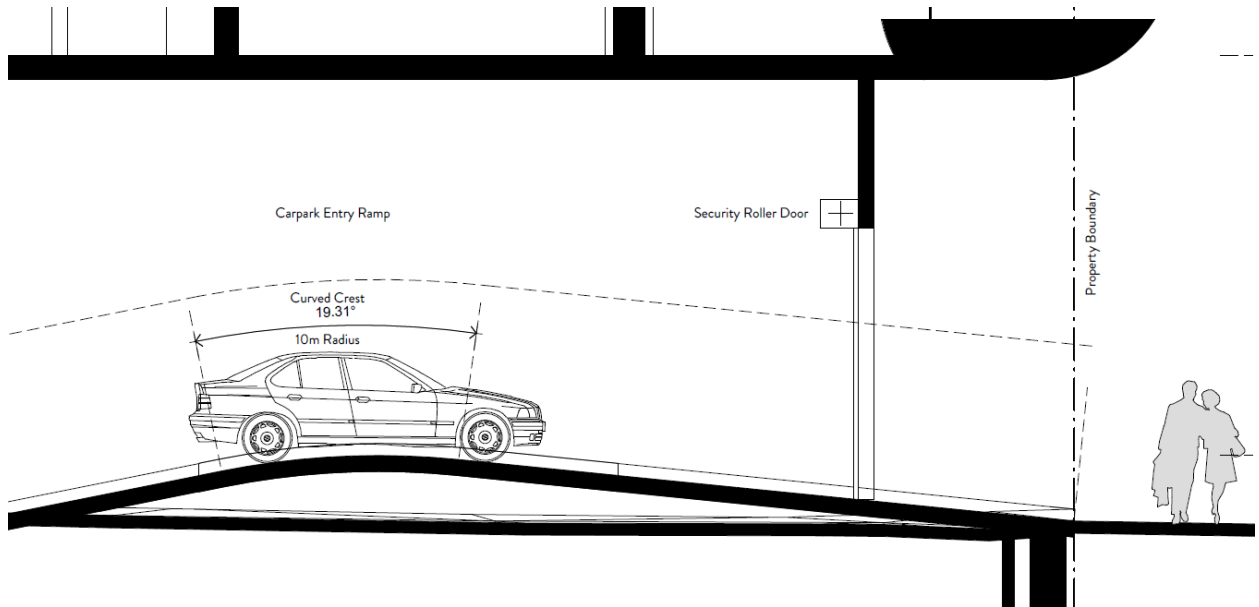 Carpark Entry Ramp
Security Roller Door
Property Boundary
Curved Crest
19.31°
10m Radius